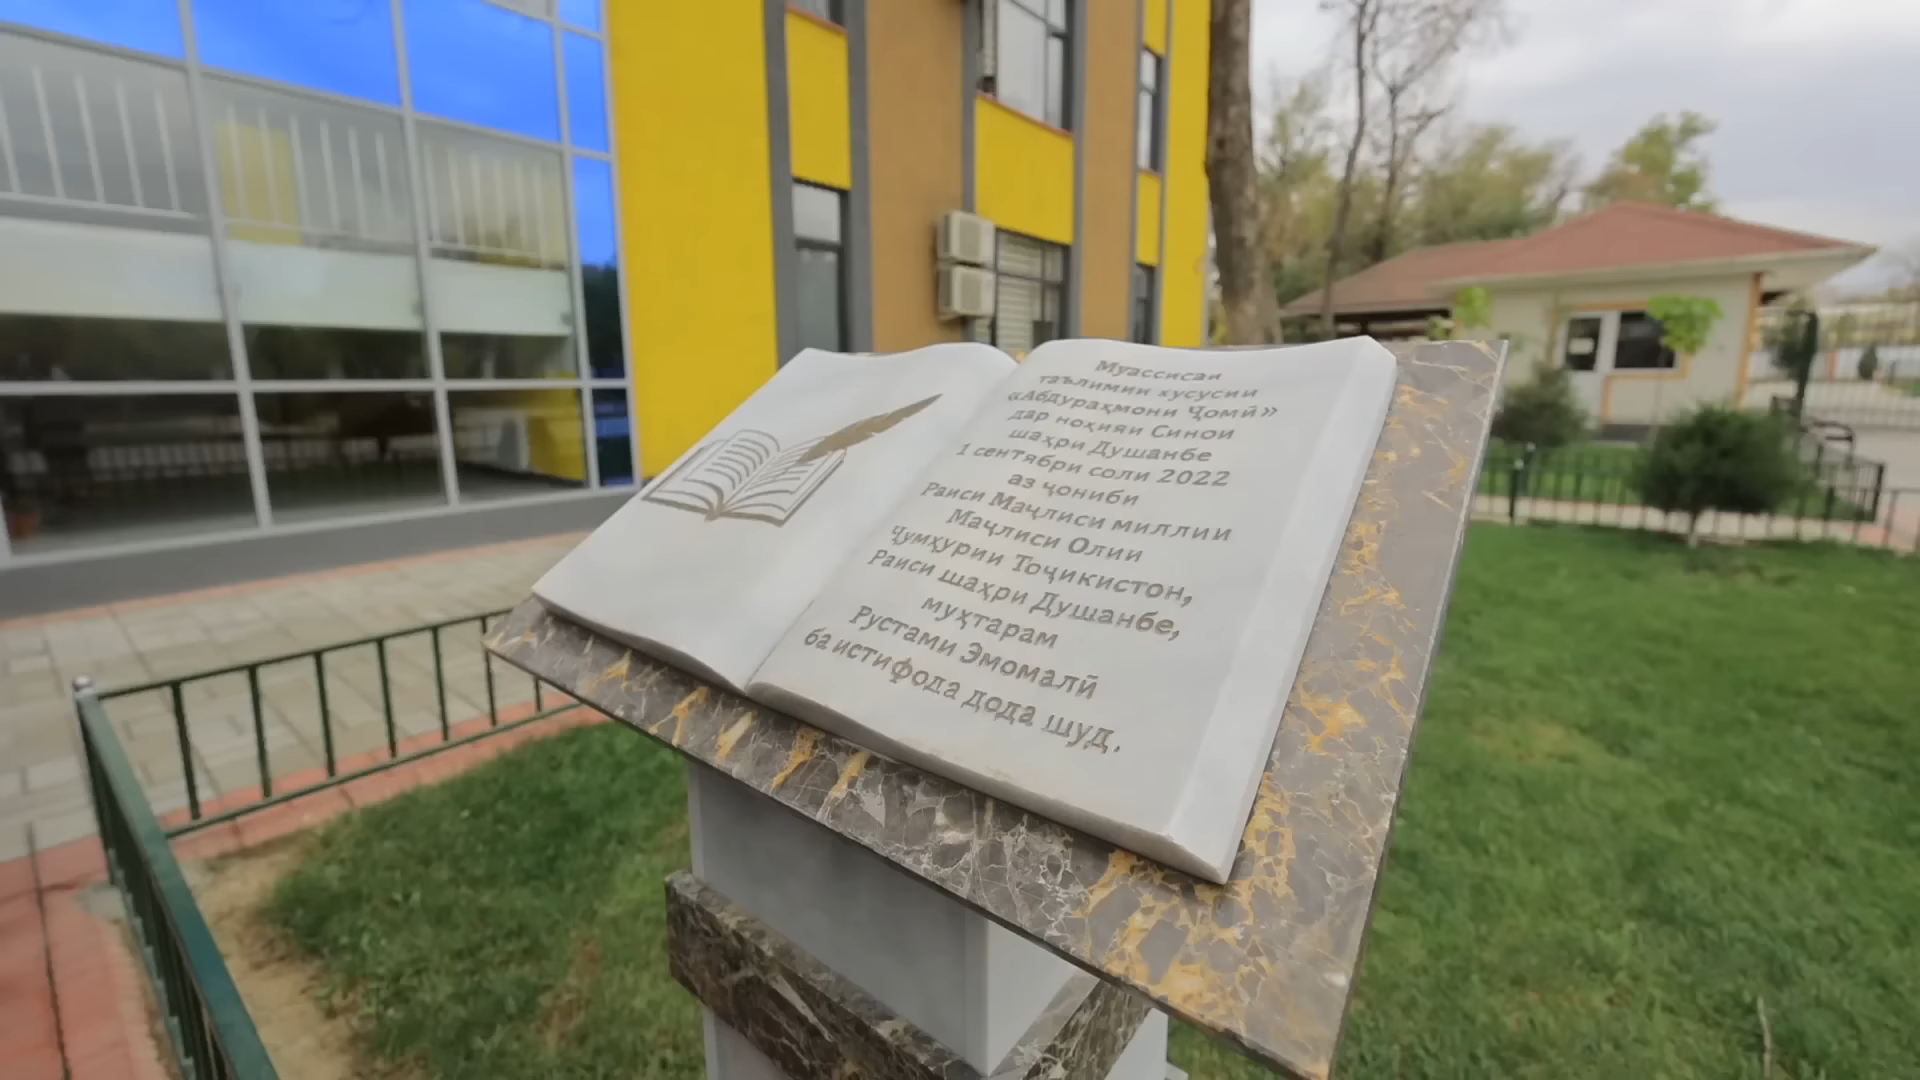 Муассисаи
таълимии хусусии
«Абдураҳмони Ҷомӣ»
дар ноҳияи Синои
шаҳри Душанбе
1 сентябри соли 2022
аз ҷониби
Раиси Маҷлиси миллии
Маҷлиси Олии
Ҷумҳурии Тоҷикистон,
Раиси шаҳри Душанбе,
муҳтарам
Рустами Эмомалӣ
ба истифода дода шуд.